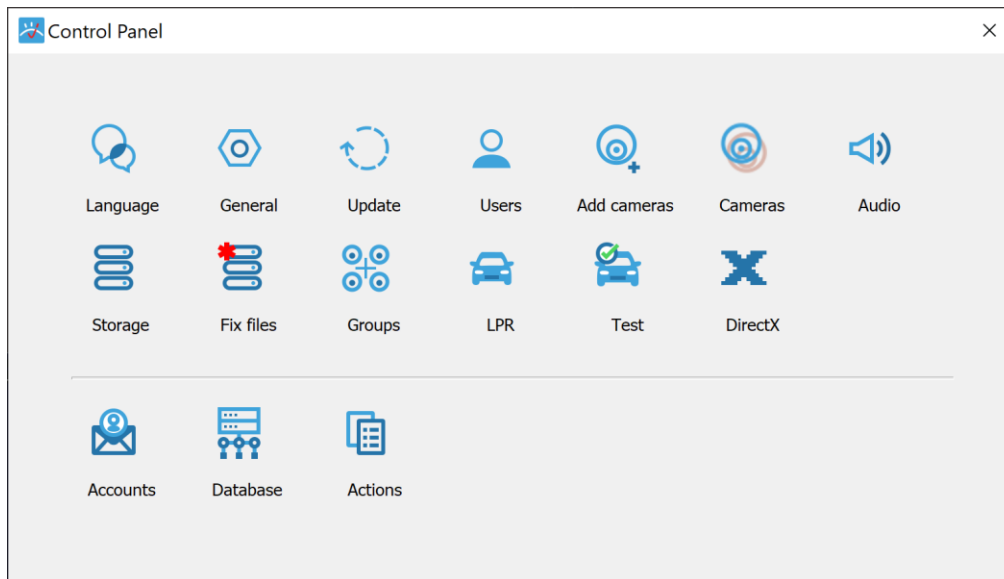 Control Panel
Language General Update Users Add cameras Cameras Audio
Storage Fix files Groups LPR Test DirectX
Accounts Database Actions